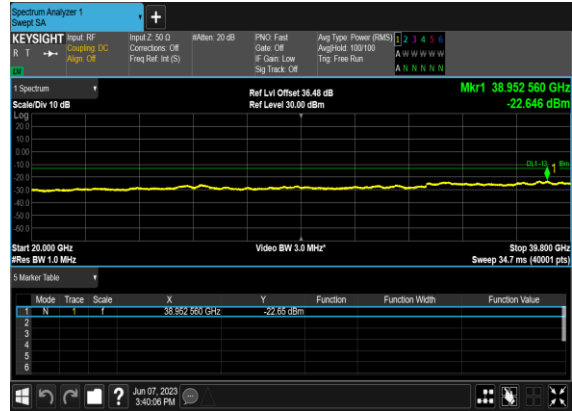 Spectrum Analyzer 1
Swept SA
+
KEYSIGHT Input: RF Input Z: 50 Ω #Atten: 20 dB PNO: Fast Avg Type: Power (RMS) 1 2 3 4 5 6
R T Coupling: DC Corrections: Off Gate: Off Avg|Hold: 100/100 A W W W W W
Align: Off Freq Ref: Int (S) IF Gain: Low Trig: Free Run
Sig Track: Off A N N N N N
1 Spectrum Ref Lvl Offset 36.48 dB Mkr1 38.952 560 GHz
Scale/Div 10 dB Ref Level 30.00 dBm -22.646 dBm
Log
20.0
10.0
0.00
-10.0
DL1 -13
1
-20.0
-30.0
-40.0
-50.0
-60.0
Start 20.000 GHz Video BW 3.0 MHz* Stop 39.800 GHz
#Res BW 1.0 MHz Sweep 34.7 ms (40001 pts)
5 Marker Table
Mode Trace Scale X Y Function Function Width Function Value
1 N 1 f 38.952 560 GHz -22.65 dBm
2
3
4
5
6
? Jun 07, 2023
3:40:06 PM